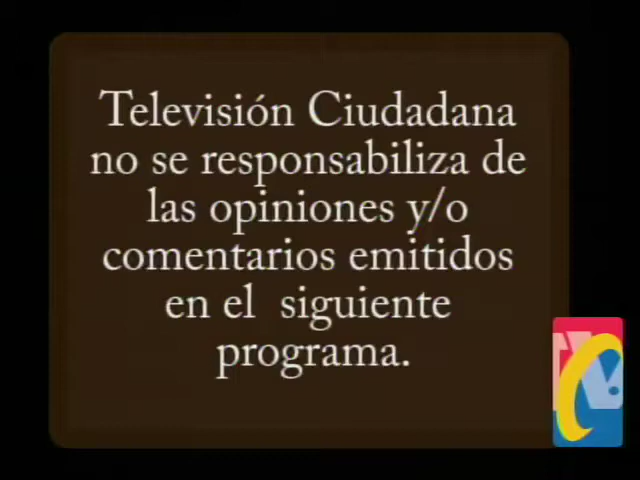 Televisión Ciudadana
no se responsabiliza de
las opiniones y/o
comentarios emitidos
en el siguiente
programa.